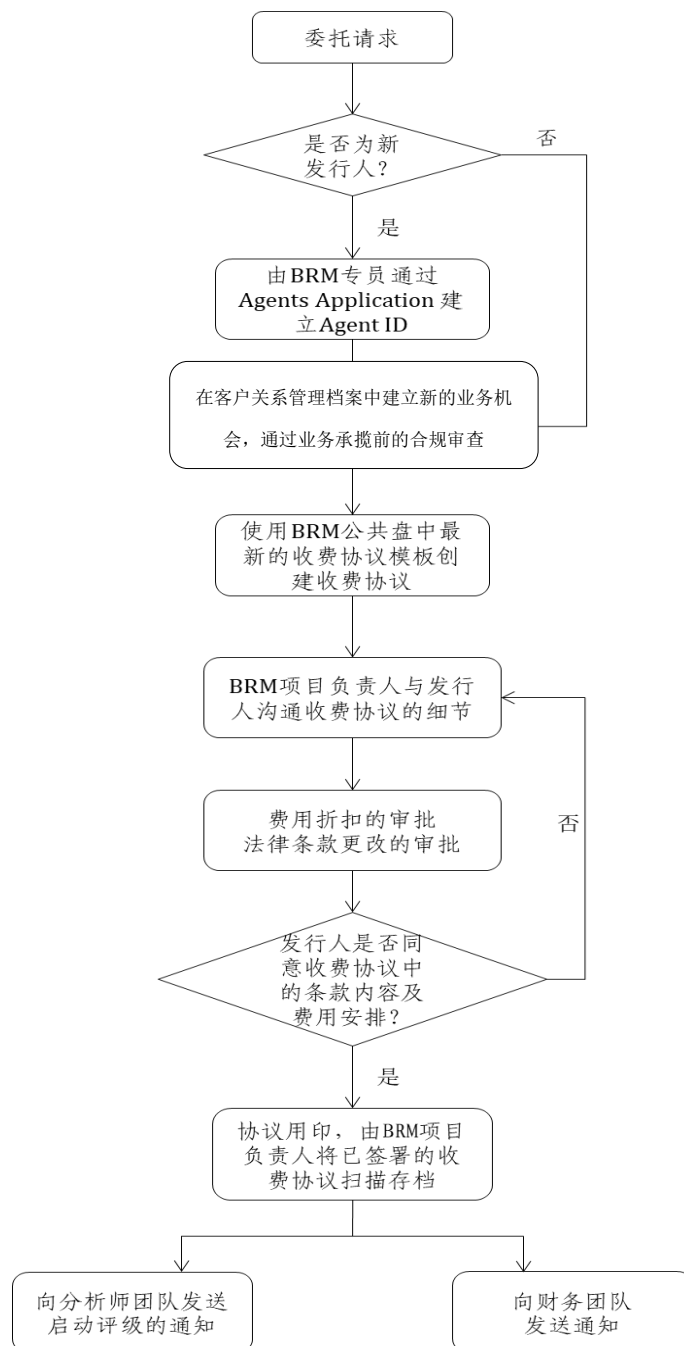 委托请求
是否为新
发行人？
否
是
由BRM专员通过
Agents Application 建
立Agent ID
在客户关系管理档案中建立新的业务机
会，通过业务承揽前的合规审查
使用BRM公共盘中最
新的收费协议模板创
建收费协议
BRM项目负责人与发行
人沟通收费协议的细节
费用折扣的审批
法律条款更改的审批
否
发行人是否同
意收费协议中
的条款内容及
费用安排？
是
协议用印，由BRM项目
负责人将已签署的收
费协议扫描存档
向分析师团队发送
启动评级的通知
向财务团队
发送通知